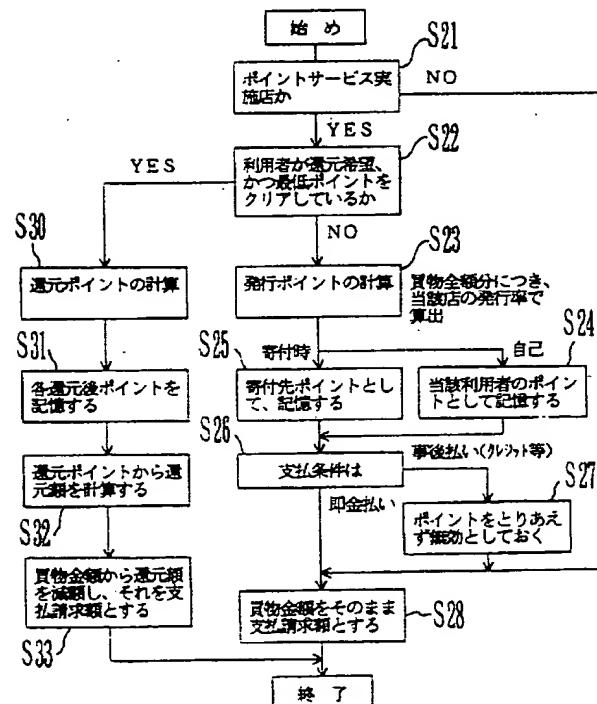 始め
S21
ポイントサービス実
施店か
NO
YES
S22
利用者が還元希望、
かつ最低ポイントを
クリアしているか
YES
NO
S30
還元ポイントの計算
S23
発行ポイントの計算
買物金額分につき、
当該店の発行率で
算出
S31
各還元後ポイントを
記憶する
寄付時
自己
S25
寄付先ポイントとし
て、記憶する
S24
当該利用者のポイン
トとして記憶する
還元ポイントから還
元額を計算する
S32
S26
支払条件は
事後払い(クレジット等)
即金払い
S27
ポイントをとりあえ
ず無効としておく
買物金額から還元額
を減額し、それを支
払請求額とする
S33
買物金額をそのまま
支払請求額とする
S28
終了